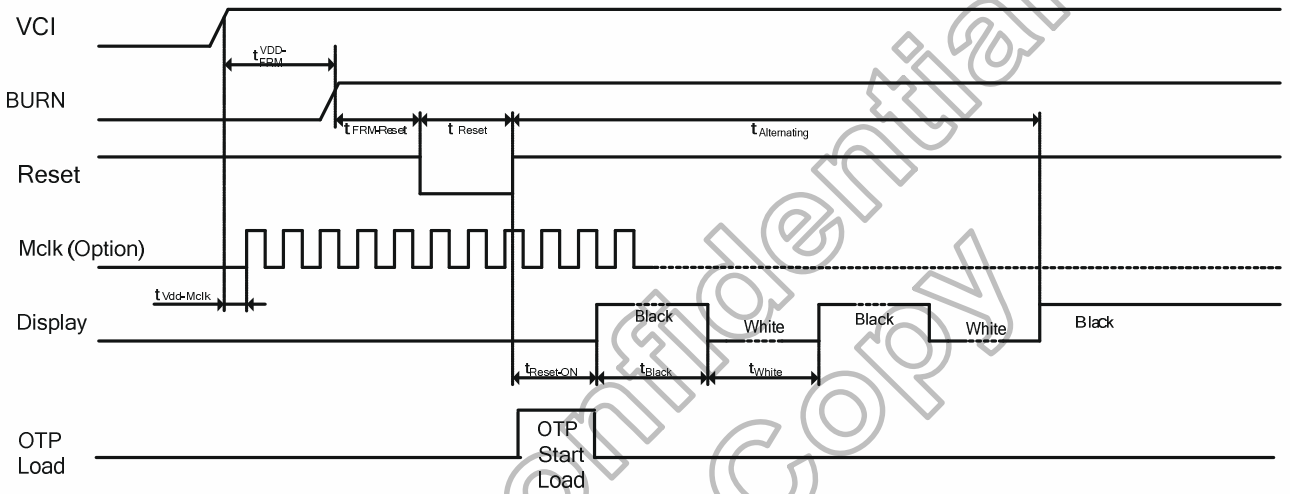 VCI
t VDD-FRM
BURN
t FRM-Reset
t Reset
t Alternating
Reset
Mclk (Option)
t Vdd-Mclk
Display
Black
White
Black
White
Black
t Reset-ON
t Black
t White
OTP
Load
OTP
Start
Load
onfidential
Copy